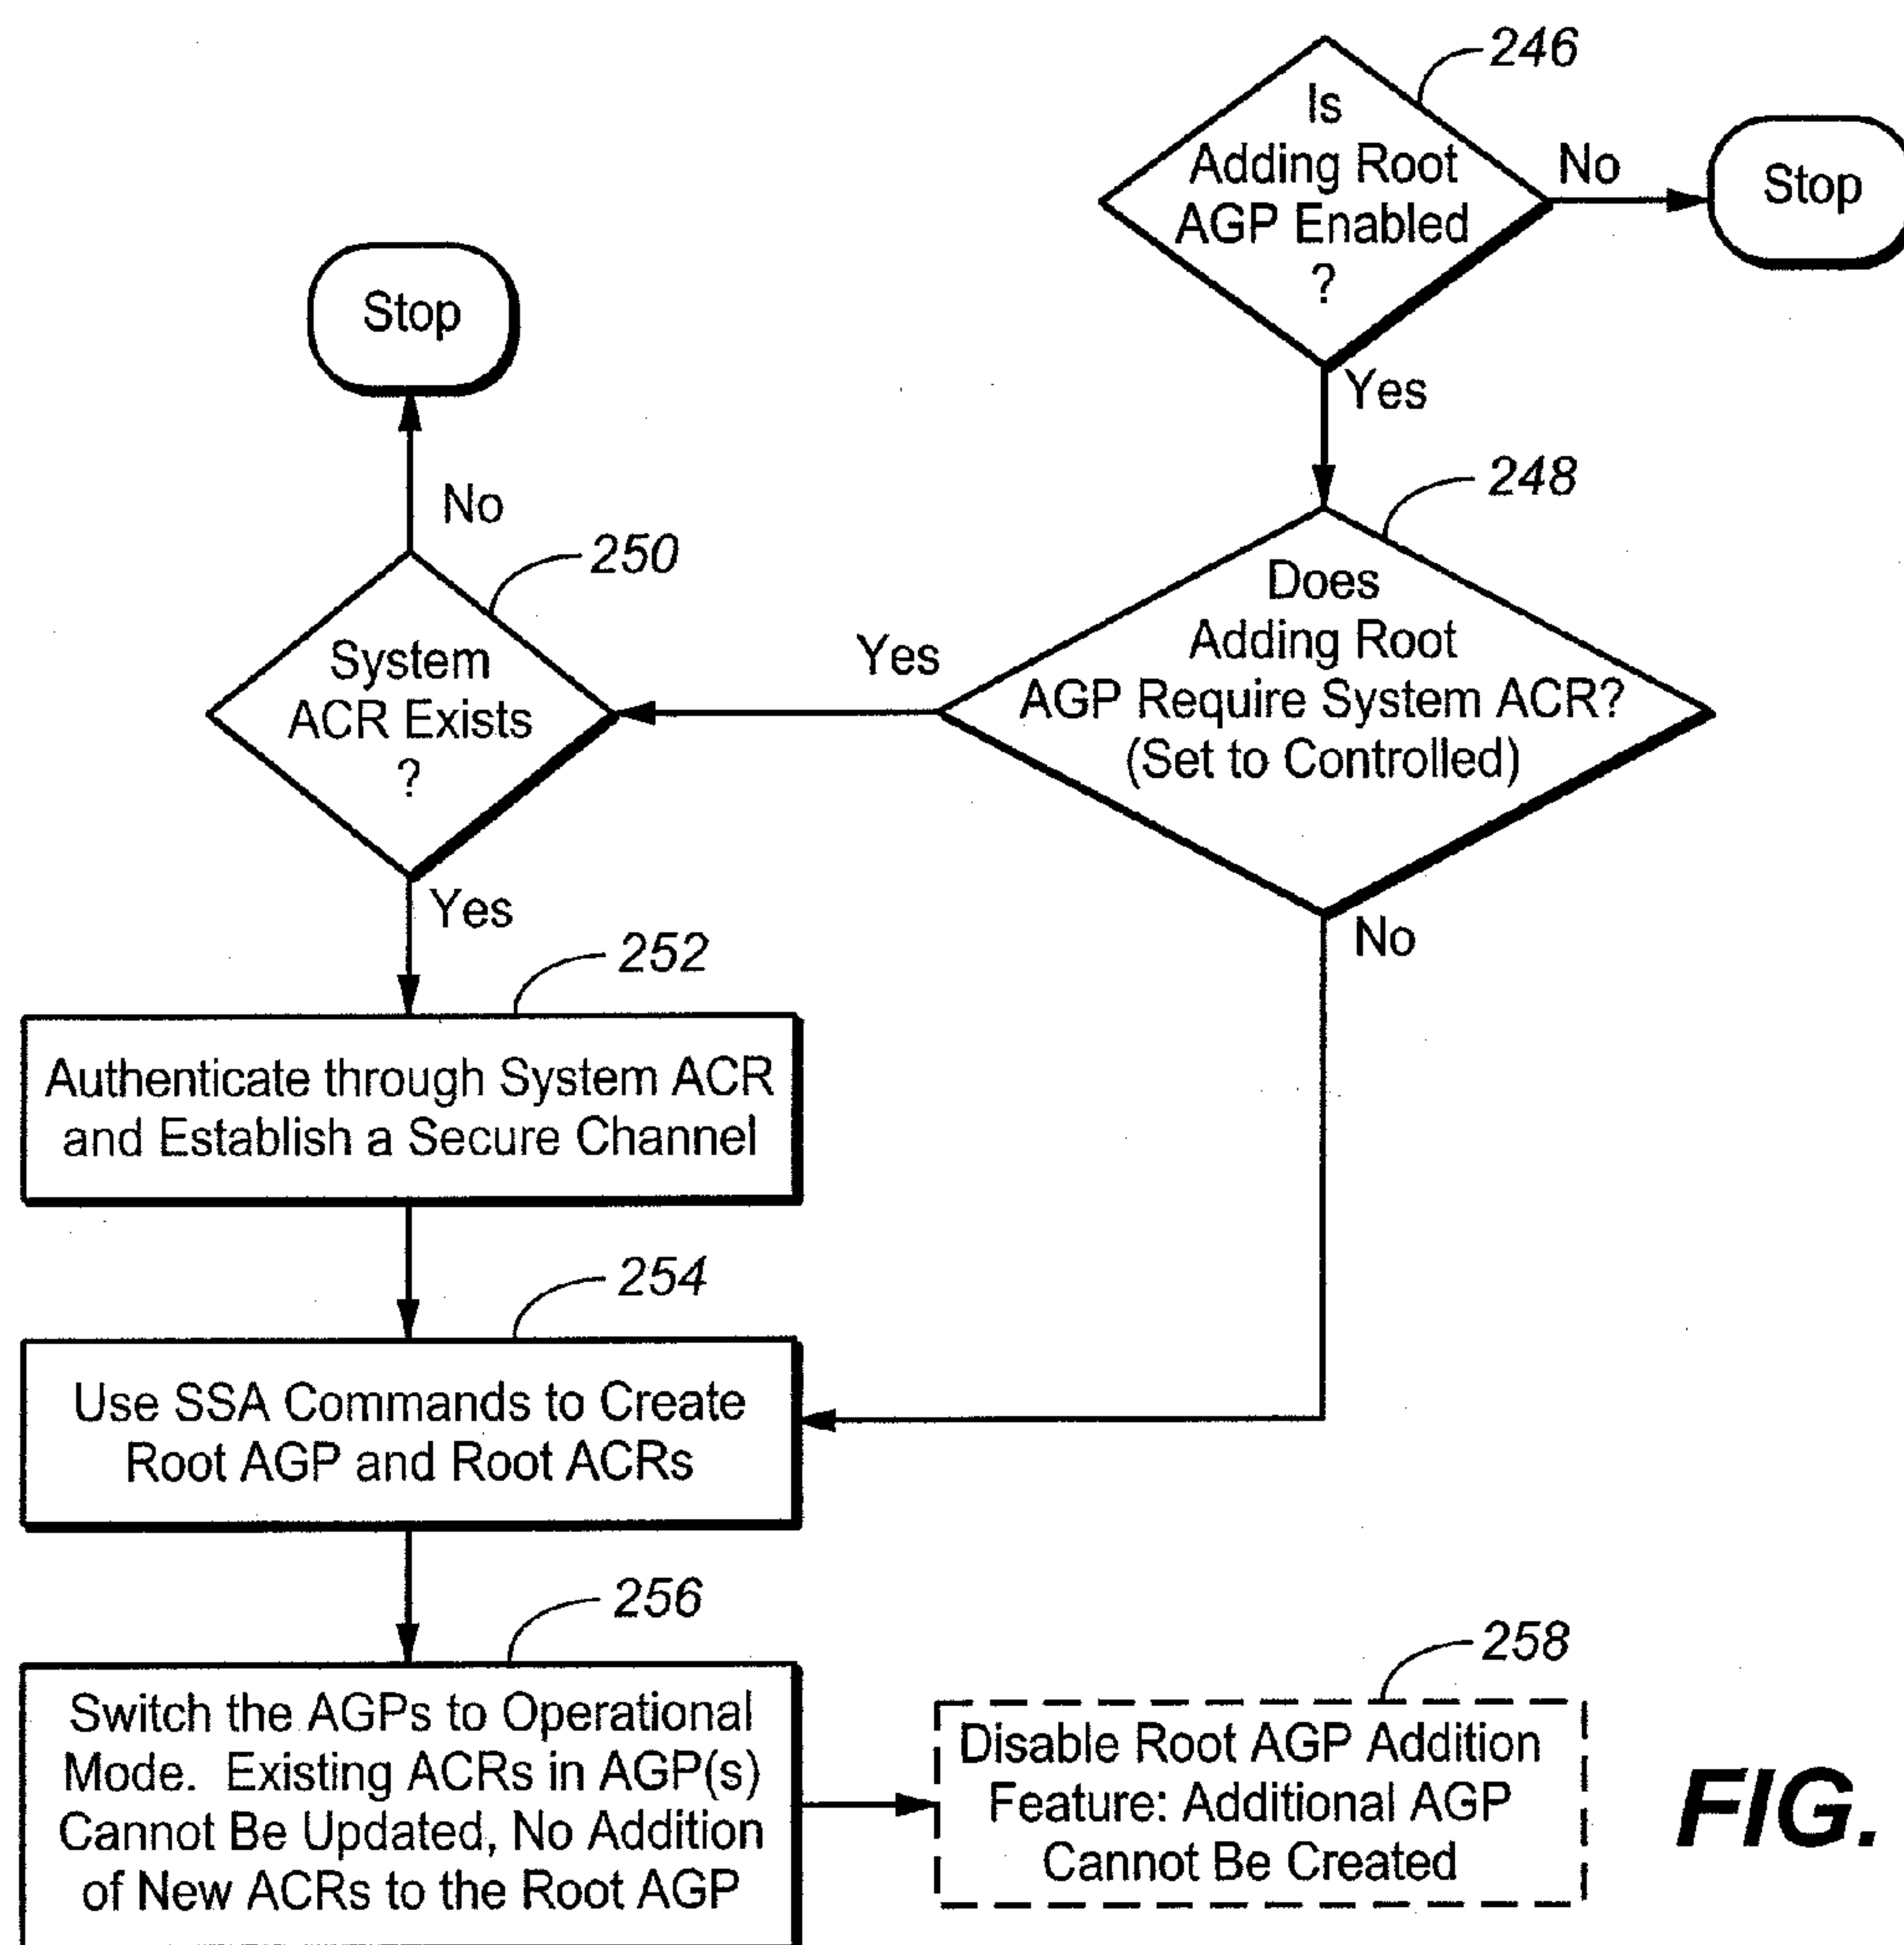 246
Is
Adding Root
AGP Enabled
?
No
Stop
Yes
Stop
248
No
250
Does
Adding Root
AGP Require System ACR?
(Set to Controlled)
Yes
System
ACR Exists
?
Yes
No
252
Authenticate through System ACR
and Establish a Secure Channel
254
Use SSA Commands to Create
Root AGP and Root ACRs
256
Switch the AGPs to Operational
Mode. Existing ACRs in AGP(s)
Cannot Be Updated, No Addition
of New ACRs to the Root AGP
258
Disable Root AGP Addition
Feature: Additional AGP
Cannot Be Created
FIG.